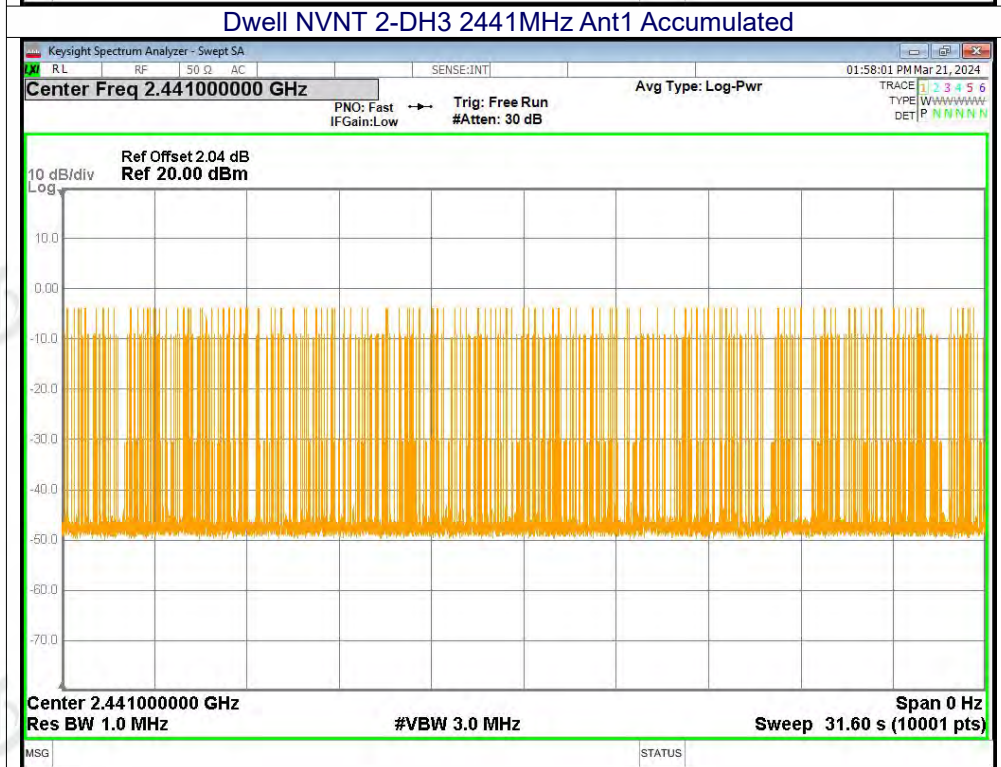 Dwell NVNT 2-DH3 2441MHz Ant1 Accumulated
Keysight Spectrum Analyzer - Swept SA
LXI RL RF 50 Ω AC SENSE:INT 01:58:01 PM Mar 21, 2024
Center Freq 2.441000000 GHz Avg Type: Log-Pwr TRACE 1 2 3 4 5 6
PNO: Fast Trig: Free Run TYPE WWWWWWW
IFGain:Low #Atten: 30 dB DET P N N N N N
Ref Offset 2.04 dB
10 dB/div Ref 20.00 dBm
Log
10.0
0.00
-10.0
-20.0
-30.0
-40.0
-50.0
-60.0
-70.0
Center 2.441000000 GHz Span 0 Hz
Res BW 1.0 MHz #VBW 3.0 MHz Sweep 31.60 s (10001 pts)
MSG STATUS